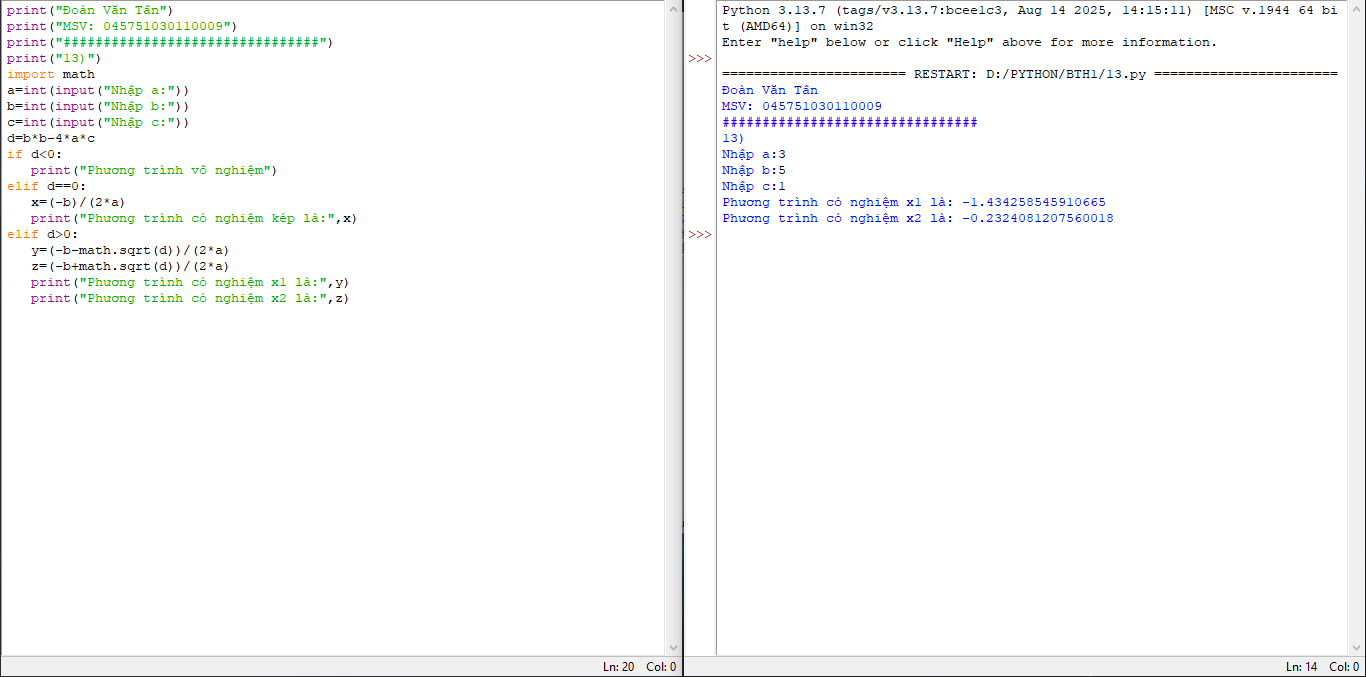 print("Đoàn Văn Tân")
print("MSV: 045751030110009")
print("################################")
print("13)")
import math
a=int(input("Nhập a:"))
b=int(input("Nhập b:"))
c=int(input("Nhập c:"))
d=b*b-4*a*c
if d<0:
   print("Phương trình vô nghiệm")
elif d==0:
   x=(-b)/(2*a)
   print("Phương trình có nghiệm kép là:",x)
elif d>0:
   y=(-b-math.sqrt(d))/(2*a)
   z=(-b+math.sqrt(d))/(2*a)
   print("Phương trình có nghiệm x1 là:",y)
   print("Phương trình có nghiệm x2 là:",z)
Ln: 20 Col: 0
Python 3.13.7 (tags/v3.13.7:bcee1c3, Aug 14 2025, 14:15:11) [MSC v.1944 64 bi
t (AMD64)] on win32
Enter "help" below or click "Help" above for more information.
>>>
======================= RESTART: D:/PYTHON/BTH1/13.py =======================
Đoàn Văn Tân
MSV: 045751030110009
################################
13)
Nhập a:3
Nhập b:5
Nhập c:1
Phương trình có nghiệm x1 là: -1.434258545910665
Phương trình có nghiệm x2 là: -0.2324081207560018
>>>
Ln: 14 Col: 0